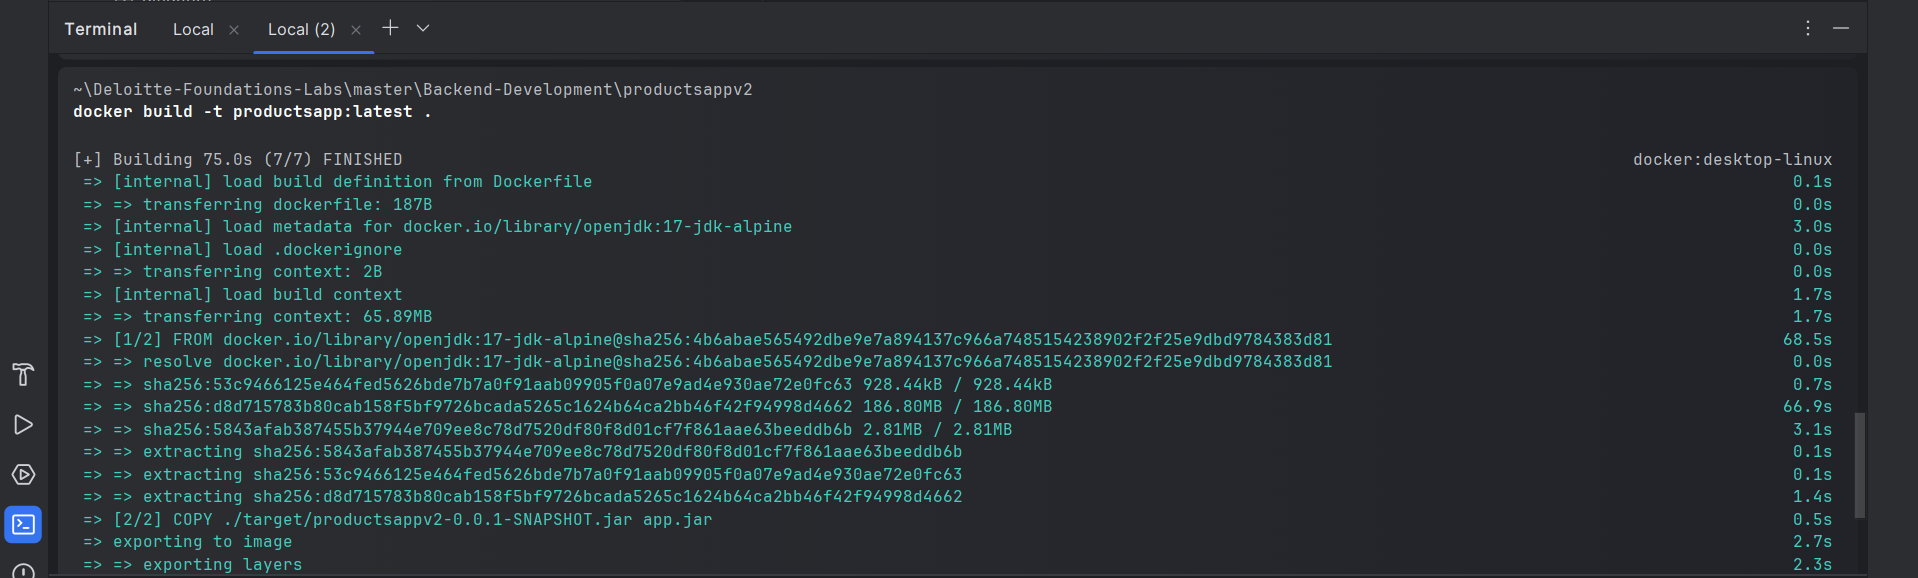 Terminal Local Local (2)
~\Deloitte-Foundations-Labs\master\Backend-Development\productsappv2
docker build -t productsapp:latest .
[+] Building 75.0s (7/7) FINISHED docker:desktop-linux
=> [internal] load build definition from Dockerfile 0.1s
=> => transferring dockerfile: 187B 0.0s
=> [internal] load metadata for docker.io/library/openjdk:17-jdk-alpine 3.0s
=> [internal] load .dockerignore 0.0s
=> => transferring context: 2B 0.0s
=> [internal] load build context 1.7s
=> => transferring context: 65.89MB 1.7s
=> [1/2] FROM docker.io/library/openjdk:17-jdk-alpine@sha256:4b6abae565492dbe9e7a894137c966a7485154238902f2f25e9dbd9784383d81 68.5s
=> => resolve docker.io/library/openjdk:17-jdk-alpine@sha256:4b6abae565492dbe9e7a894137c966a7485154238902f2f25e9dbd9784383d81 0.0s
=> => sha256:53c9466125e464fed5626bde7b7a0f91aab09905f0a07e9ad4e930ae72e0fc63 928.44kB / 928.44kB 0.7s
=> => sha256:d8d715783b80cab158f5bf9726bcada5265c1624b64ca2bb46f42f94998d4662 186.80MB / 186.80MB 66.9s
=> => sha256:5843afab387455b37944e709ee8c78d7520df80f8d01cf7f861aae63beeddb6b 2.81MB / 2.81MB 3.1s
=> => extracting sha256:5843afab387455b37944e709ee8c78d7520df80f8d01cf7f861aae63beeddb6b 0.1s
=> => extracting sha256:53c9466125e464fed5626bde7b7a0f91aab09905f0a07e9ad4e930ae72e0fc63 0.1s
=> => extracting sha256:d8d715783b80cab158f5bf9726bcada5265c1624b64ca2bb46f42f94998d4662 1.4s
=> [2/2] COPY ./target/productsappv2-0.0.1-SNAPSHOT.jar app.jar 0.5s
=> exporting to image 2.7s
=> => exporting layers 2.3s